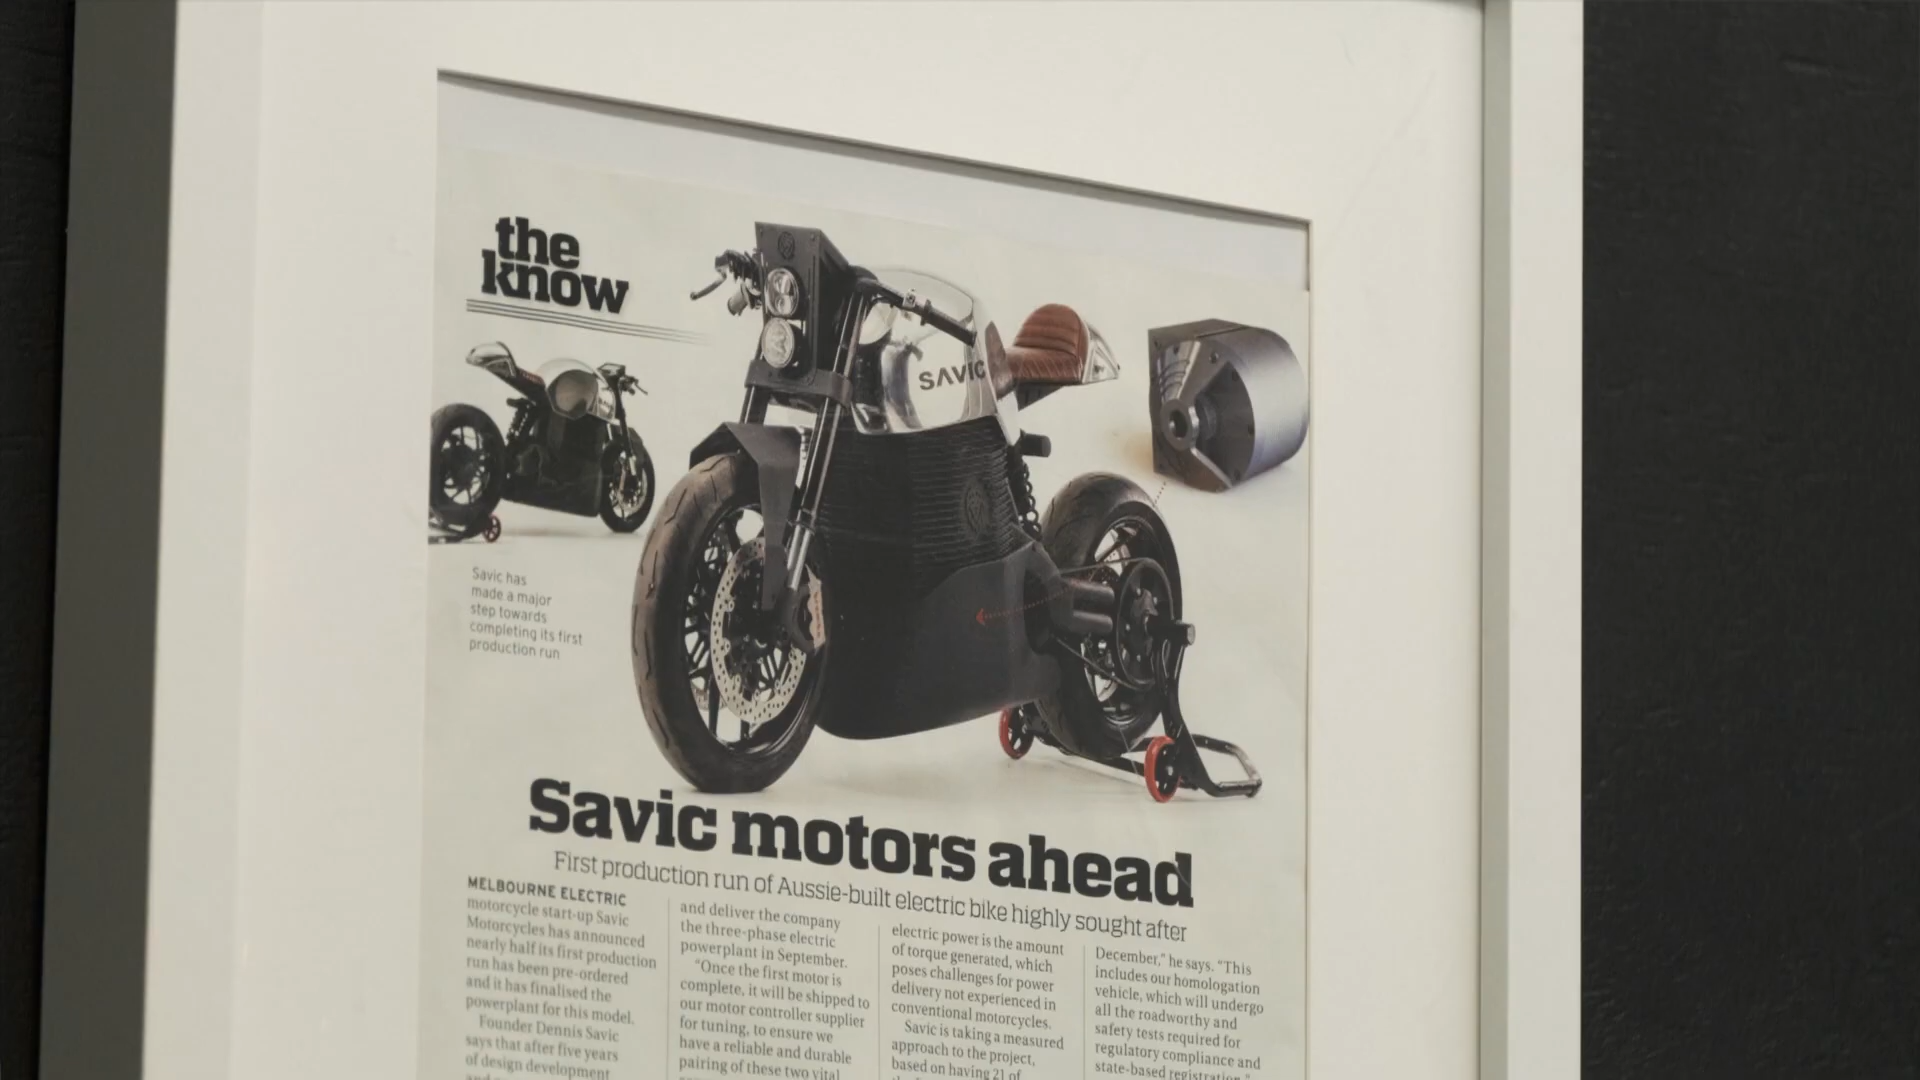 the
know
SAVIC
Savic has
made a major
step towards
completing its first
production run
Savic motors ahead
First production run of Aussie-built electric bike highly sought after
MELBOURNE ELECTRIC
motorcycle start-up Savic
Motorcycles has announced
nearly half its first production
run has been pre-ordered
and it has finalised the
powerplant for this model.
Founder Dennis Savic
says that after five years
of design development
and deliver the company
the three-phase electric
powerplant in September.
"Once the first motor is
complete, it will be shipped to
our motor controller supplier
for tuning, to ensure we
have a reliable and durable
pairing of these two vital
electric power is the amount
of torque generated, which
poses challenges for power
delivery not experienced in
conventional motorcycles.
Savic is taking a measured
approach to the project,
based on having 21 of
December," he says. "This
includes our homologation
vehicle, which will undergo
all the roadworthy and
safety tests required for
regulatory compliance and
state-based registration."